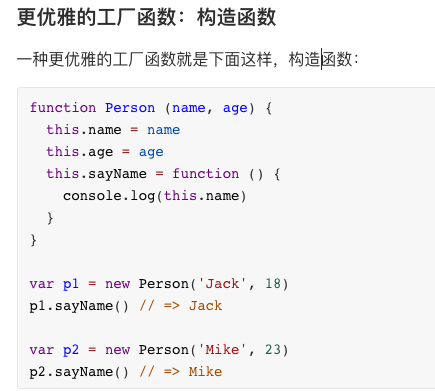 更优雅的工厂函数：构造函数
一种更优雅的工厂函数就是下面这样，构造函数：
function Person (name, age) {
  this.name = name
  this.age = age
  this.sayName = function () {
    console.log(this.name)
  }
}

var p1 = new Person('Jack', 18)
p1.sayName() // => Jack

var p2 = new Person('Mike', 23)
p2.sayName() // => Mike